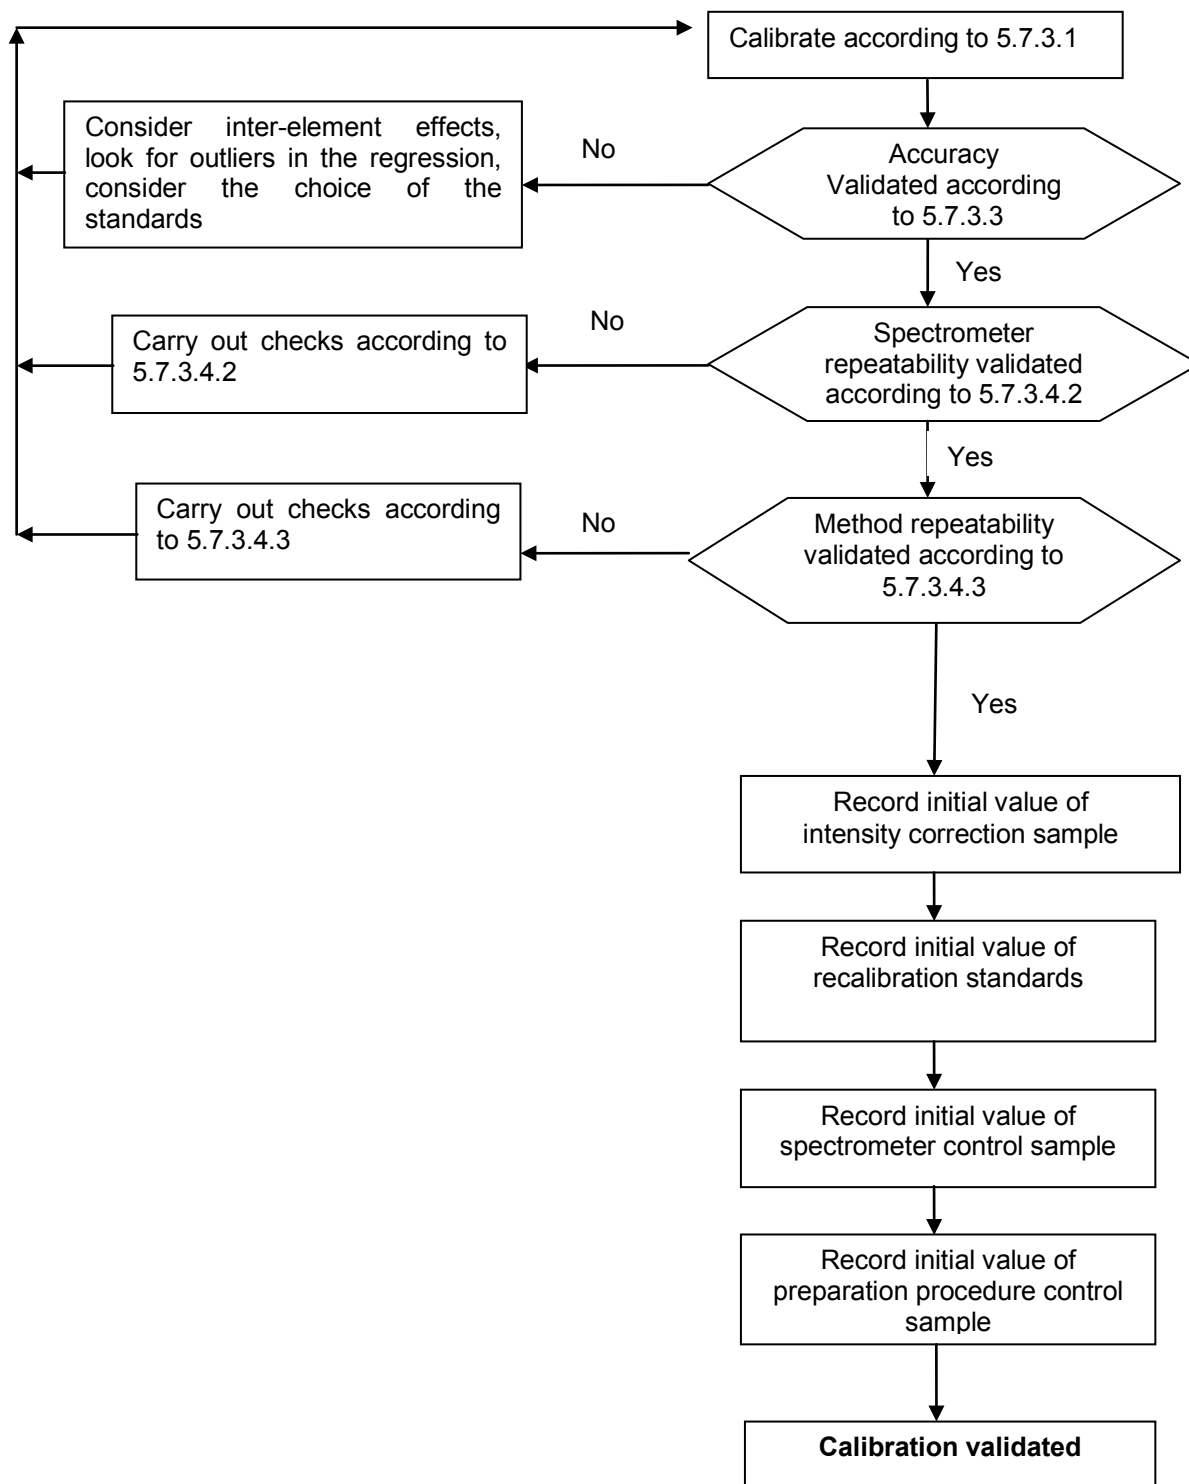 Calibrate according to 5.7.3.1
Consider inter-element effects,
look for outliers in the regression,
consider the choice of the
standards
No
Accuracy
Validated according
to 5.7.3.3
Yes
Carry out checks according to
5.7.3.4.2
No
Spectrometer
repeatability validated
according to 5.7.3.4.2
Yes
Carry out checks according
to 5.7.3.4.3
No
Method repeatability
validated according to
5.7.3.4.3
Yes
Record initial value of
intensity correction sample
Record initial value of
recalibration standards
Record initial value of
spectrometer control sample
Record initial value of
preparation procedure control
sample
Calibration validated